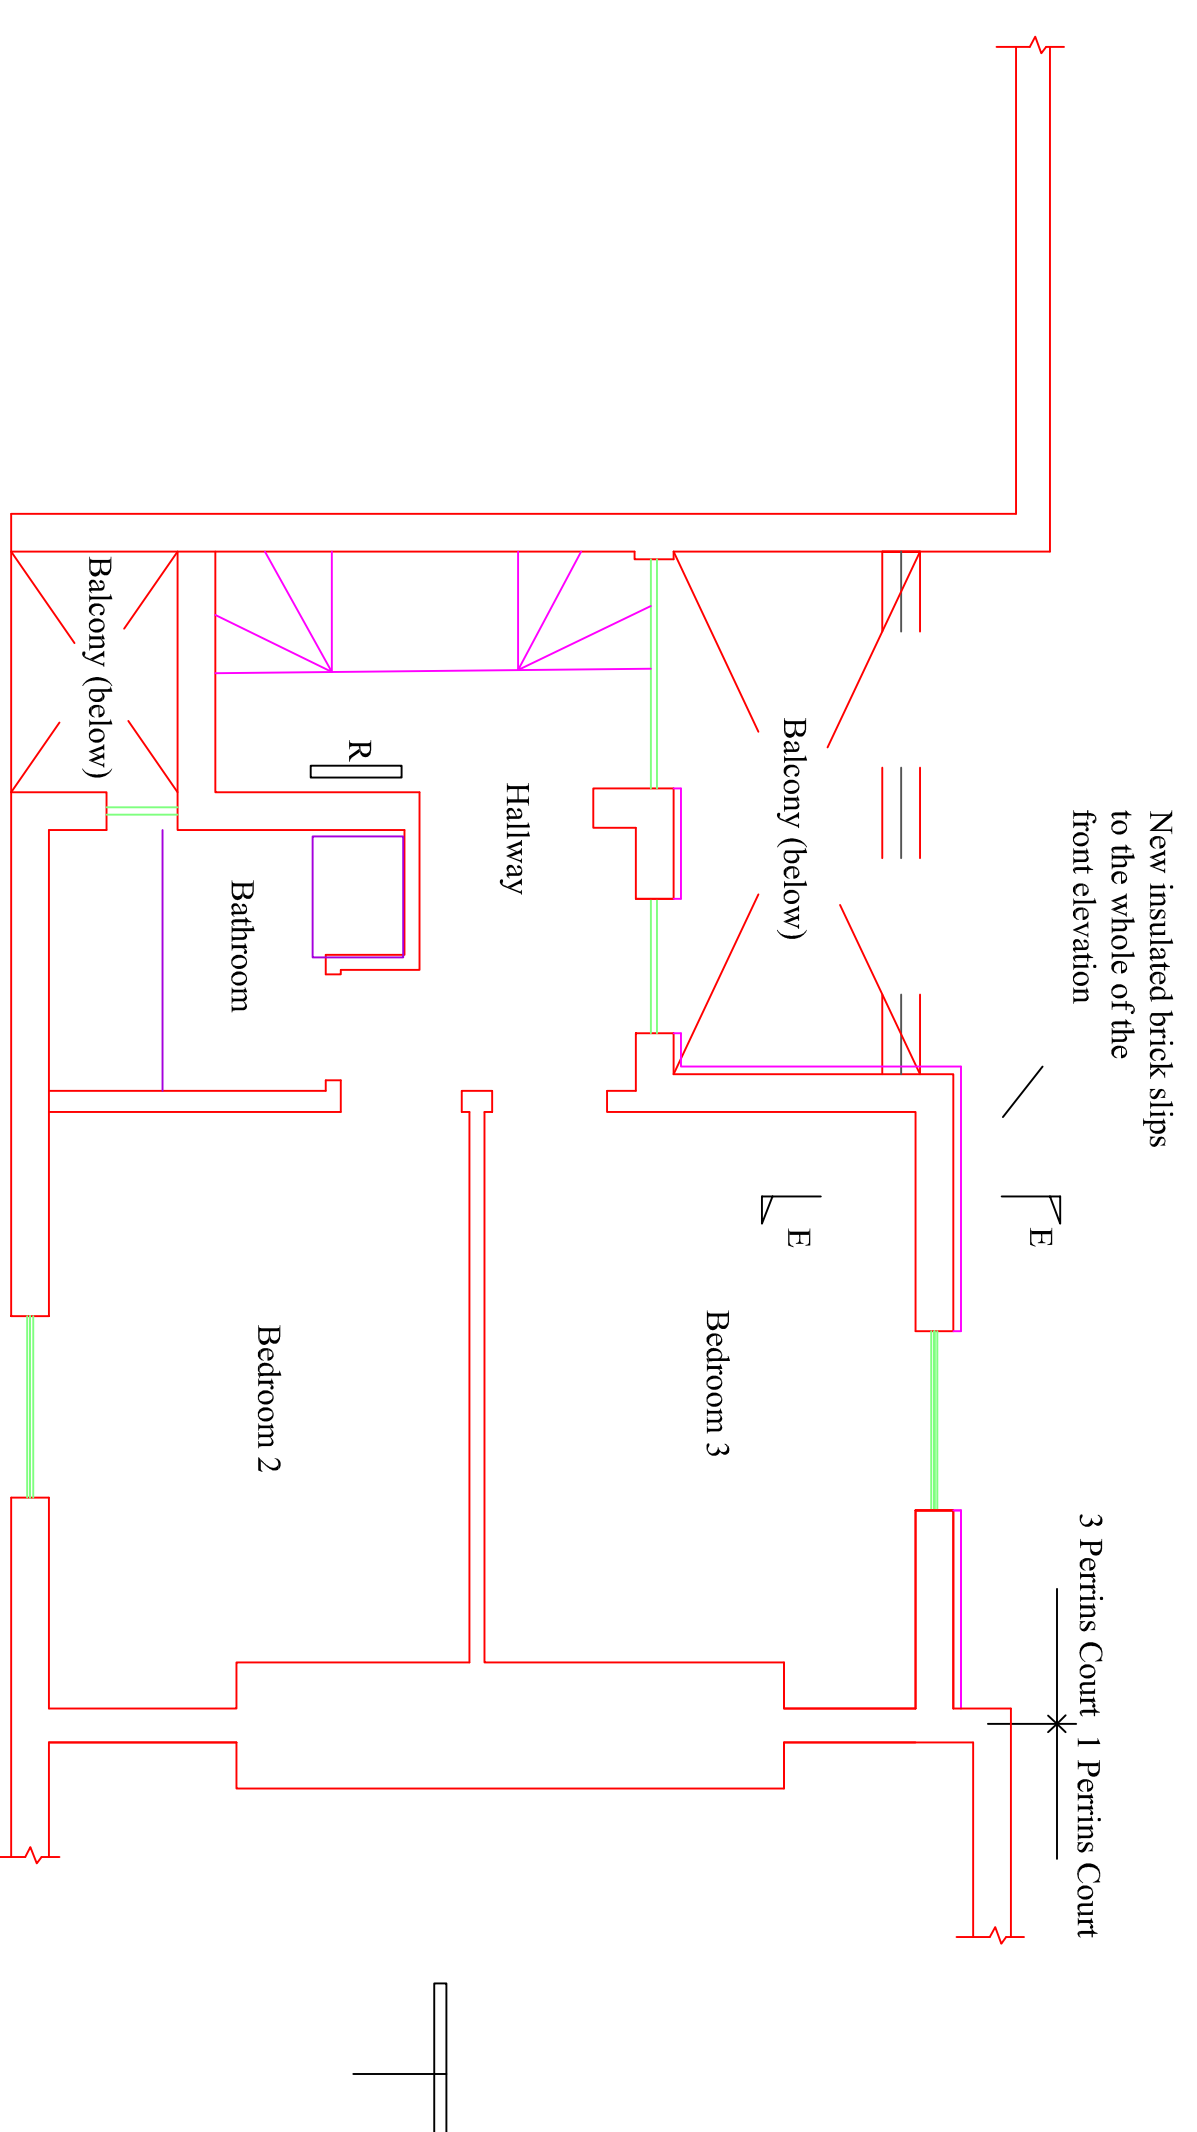 New insulated brick slips
to the whole of the
front elevation
3 Perrins Court
1 Perrins Court
E
E
Balcony (below)
Bedroom 3
Hallway
R
Bathroom
Bedroom 2
Balcony (below)